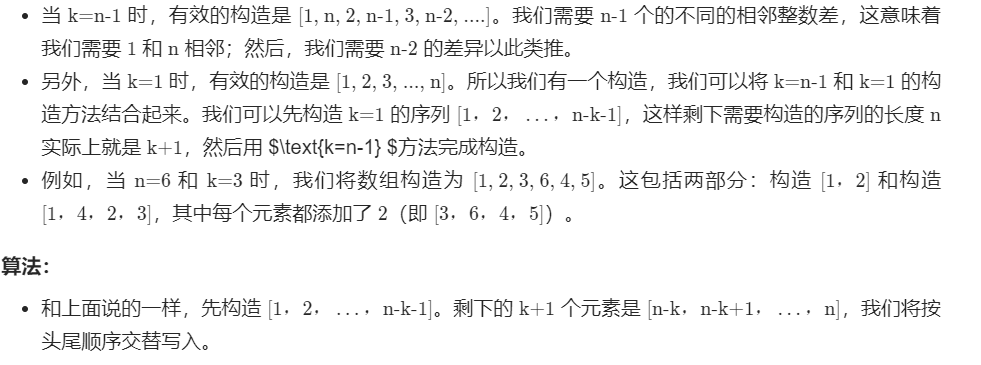 • 当 k=n-1 时，有效的构造是 [1, n, 2, n-1, 3, n-2, ....]。我们需要 n-1 个的不同的相邻整数差，这意味着
我们需要 1 和 n 相邻；然后，我们需要 n-2 的差异以此类推。
• 另外，当 k=1 时，有效的构造是 [1, 2, 3, ..., n]。所以我们有一个构造，我们可以将 k=n-1 和 k=1 的构
造方法结合起来。我们可以先构造 k=1 的序列 [1，2，...，n-k-1]，这样剩下需要构造的序列的长度 n
实际上就是 k+1，然后用 $\text{k=n-1} $方法完成构造。
• 例如，当 n=6 和 k=3 时，我们将数组构造为 [1, 2, 3, 6, 4, 5]。这包括两部分：构造 [1，2] 和构造
[1，4，2，3]，其中每个元素都添加了 2（即 [3，6，4，5]）。
算法：
• 和上面说的一样，先构造 [1，2，...，n-k-1]。剩下的 k+1 个元素是 [n-k，n-k+1，...，n]，我们将按
头尾顺序交替写入。